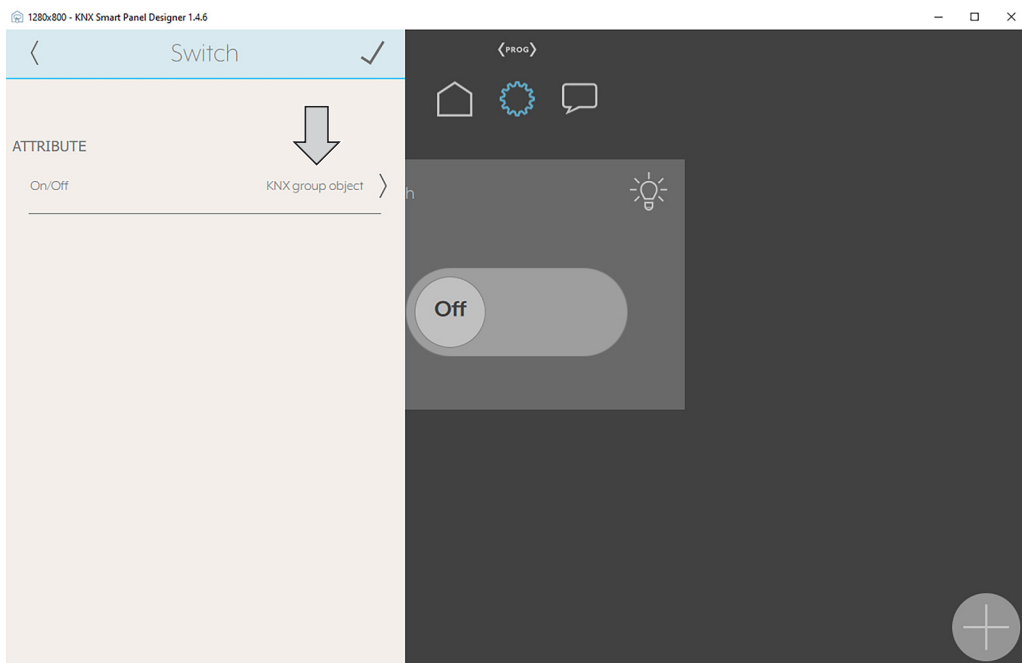 1280x800 - KNX Smart Panel Designer 1.4.6
Switch
PROG
ATTRIBUTE
On/Off KNX group object
h
Off